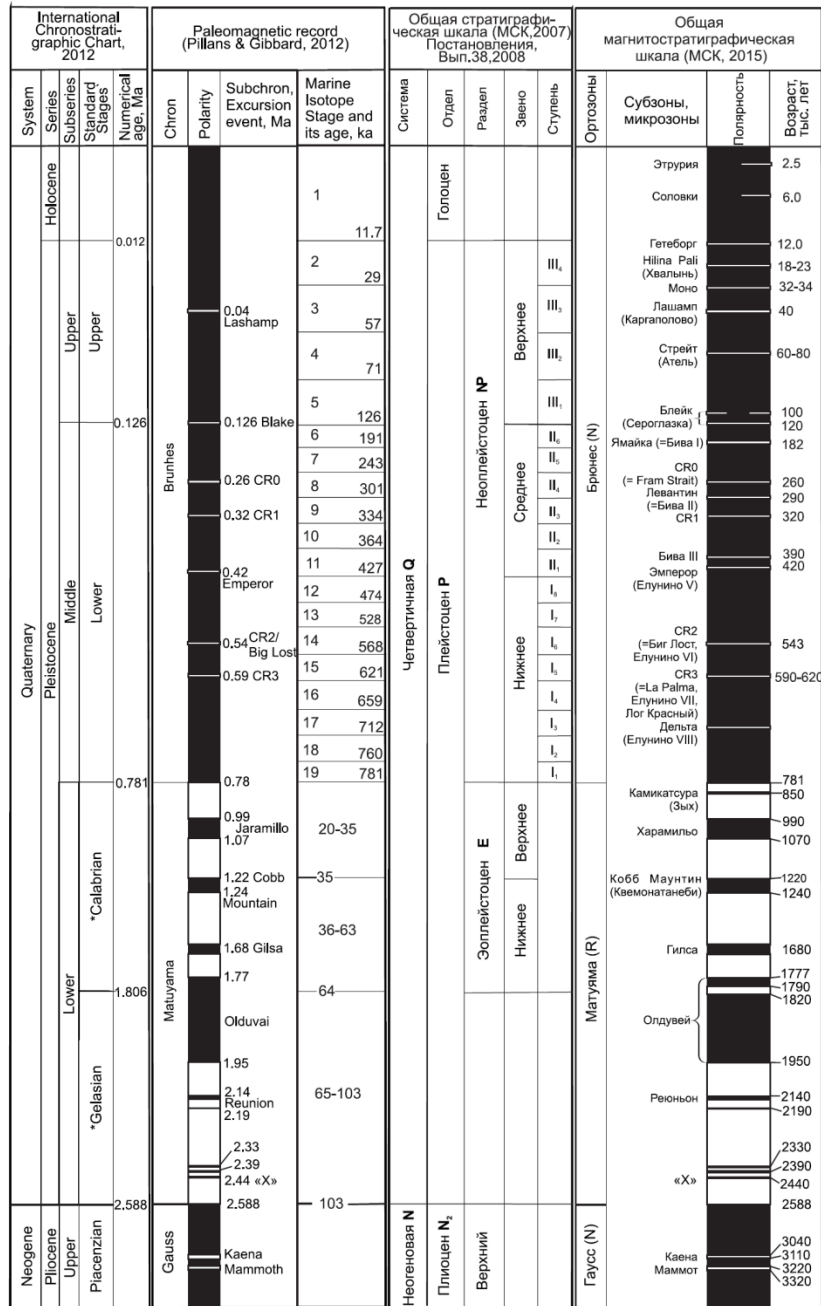 International
Chronostrati-
graphic Chart,
2012
Paleomagnetic record
(Pillans & Gibbard, 2012)
Общая стратиграфи-
ческая шкала (МСК,2007)
Постановления,
Вып.38,2008
Общая
магнитостратиграфическая
шкала (МСК, 2015)
System
Series
Subseries
Standard
Stages
Numerical
age, Ma
Chron
Polarity
Subchron,
Excursion
event, Ma
Marine
Isotope
Stage and
its age, ka
Система
Отдел
Раздел
Звено
Ступень
Ортозоны
Субзоны,
микрозоны
Полярность
Возраст,
тыс. лет
Quaternary
Neogene
Holocene
Pleistocene
Pliocene
Upper
Middle
Lower
Upper
Upper
Lower
*Calabrian
*Gelasian
Piacenzian
0.012
0.126
0.781
1.806
2.588
Brunhes
Matuyama
Gauss
0.04
Lashamp
0.126 Blake
0.26 CR0
0.32 CR1
0.42
Emperor
0.54 CR2/
Big Lost
0.59 CR3
0.78
0.99
Jaramillo
1.07
1.22 Cobb
1.24
Mountain
1.68 Gilsa
1.77
Olduvai
1.95
2.14
Reunion
2.19
2.33
2.39
2.44 «X»
2.588
Kaena
Mammoth
1
11.7
2
29
3
57
4
71
5
126
6
191
7
243
8
301
9
334
10
364
11
427
12
474
13
528
14
568
15
621
16
659
17
712
18
760
19
781
20-35
35
36-63
64
65-103
103
Четвертичная Q
Неогеновая N
Голоцен
Плейстоцен P
Плиоцен N₂
Неоплейстоцен NP
Эоплейстоцен E
Верхний
Верхнее
Среднее
Нижнее
Верхнее
Нижнее
III₄
III₃
III₂
III₁
II₆
II₅
II₄
II₃
II₂
II₁
I₈
I₇
I₆
I₅
I₄
I₃
I₂
I₁
Брюнес (N)
Матуяма (R)
Гаусс (N)
Этрурия
2.5
Соловки
6.0
Гетеборг
12.0
Hilina Pali
(Хвалынь)
18-23
Моно
32-34
Лашамп
(Каргаполово)
40
Стрейт
(Атель)
60-80
Блейк
(Сероглазка)
100
120
Ямайка (=Бива I)
182
CR0
(= Fram Strait)
260
Левантин
(=Бива II)
290
CR1
320
Бива III
390
Эмперор
(Елунино V)
420
CR2
(=Биг Лост,
Елунино VI)
543
CR3
(=La Palma,
Елунино VII,
Лог Красный)
590-620
Дельта
(Елунино VIII)
781
Камикатсура
(Зых)
850
990
Харамильо
1070
Кобб Маунтин
(Квемонатанеби)
1220
1240
Гилса
1680
1777
1790
1820
Олдувей
1950
Реюньон
2140
2190
2330
2390
«X»
2440
2588
Каена
3040
3110
Маммот
3220
3320